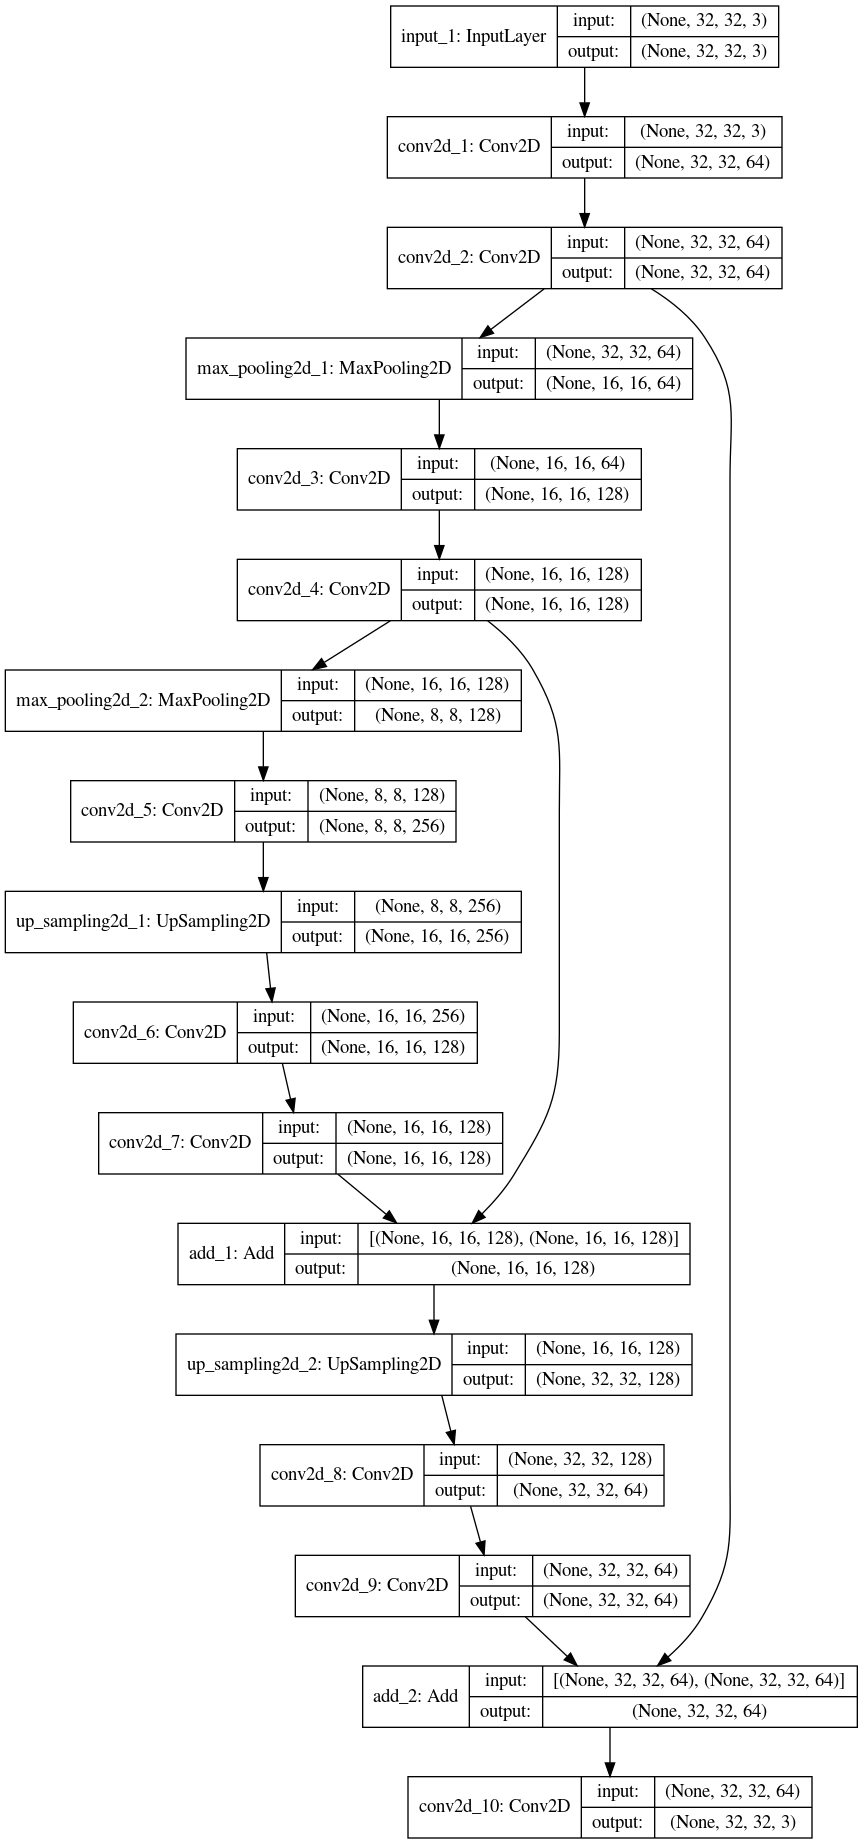 input_1: InputLayer
input: (None, 32, 32, 3)
output: (None, 32, 32, 3)
conv2d_1: Conv2D
input: (None, 32, 32, 3)
output: (None, 32, 32, 64)
conv2d_2: Conv2D
input: (None, 32, 32, 64)
output: (None, 32, 32, 64)
max_pooling2d_1: MaxPooling2D
input: (None, 32, 32, 64)
output: (None, 16, 16, 64)
conv2d_3: Conv2D
input: (None, 16, 16, 64)
output: (None, 16, 16, 128)
conv2d_4: Conv2D
input: (None, 16, 16, 128)
output: (None, 16, 16, 128)
max_pooling2d_2: MaxPooling2D
input: (None, 16, 16, 128)
output: (None, 8, 8, 128)
conv2d_5: Conv2D
input: (None, 8, 8, 128)
output: (None, 8, 8, 256)
up_sampling2d_1: UpSampling2D
input: (None, 8, 8, 256)
output: (None, 16, 16, 256)
conv2d_6: Conv2D
input: (None, 16, 16, 256)
output: (None, 16, 16, 128)
conv2d_7: Conv2D
input: (None, 16, 16, 128)
output: (None, 16, 16, 128)
add_1: Add
input: [(None, 16, 16, 128), (None, 16, 16, 128)]
output: (None, 16, 16, 128)
up_sampling2d_2: UpSampling2D
input: (None, 16, 16, 128)
output: (None, 32, 32, 128)
conv2d_8: Conv2D
input: (None, 32, 32, 128)
output: (None, 32, 32, 64)
conv2d_9: Conv2D
input: (None, 32, 32, 64)
output: (None, 32, 32, 64)
add_2: Add
input: [(None, 32, 32, 64), (None, 32, 32, 64)]
output: (None, 32, 32, 64)
conv2d_10: Conv2D
input: (None, 32, 32, 64)
output: (None, 32, 32, 3)